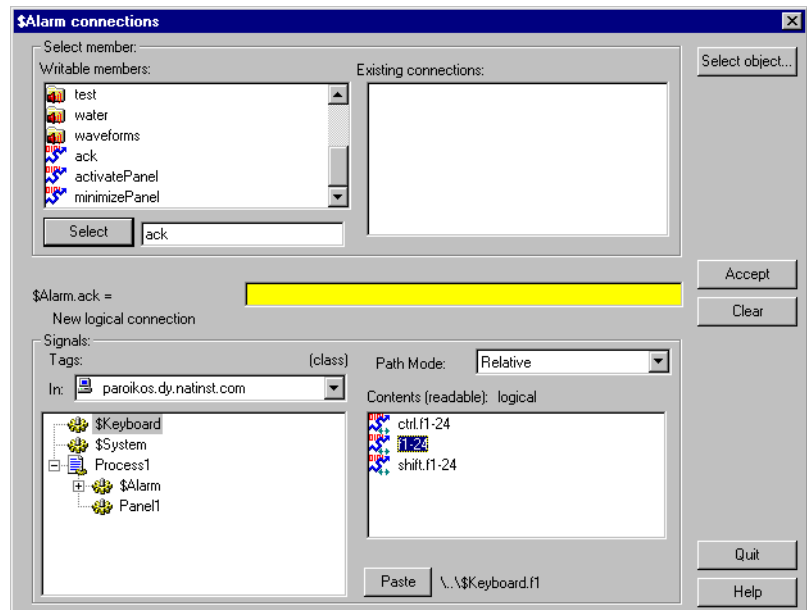 $Alarm connections
Select member:
Writable members:
Existing connections:
Select object...
test
water
waveforms
ack
activatePanel
minimizePanel
Select
ack
Accept
$Alarm.ack =
Clear
New logical connection
Signals:
Tags:
(class)
Path Mode:
Relative
In:
paroikos.dy.natinst.com
Contents (readable): logical
$Keyboard
$System
Process1
$Alarm
Panel1
ctrl.f1-24
f1-24
shift.f1-24
Quit
Paste
\..\$Keyboard.f1
Help